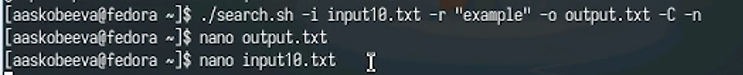 [aaskobeeva@fedora ~]$ ./search.sh -i input10.txt -r "example" -o output.txt -C -n
[aaskobeeva@fedora ~]$ nano output.txt
[aaskobeeva@fedora ~]$ nano input10.txt